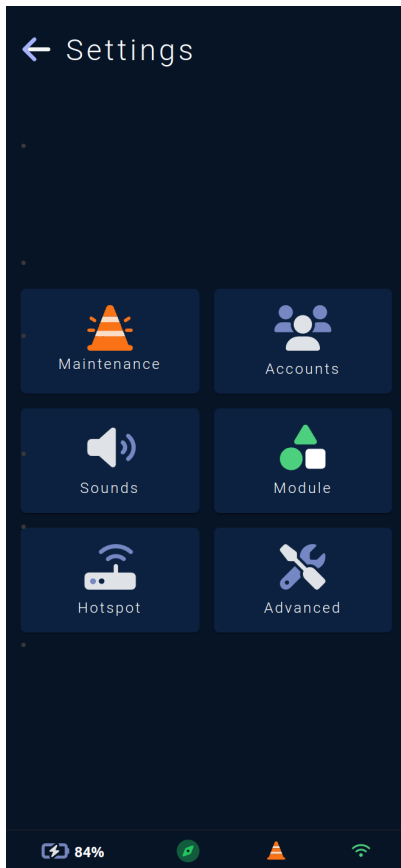 Settings
Maintenance
Accounts
Sounds
Module
Hotspot
Advanced
84%